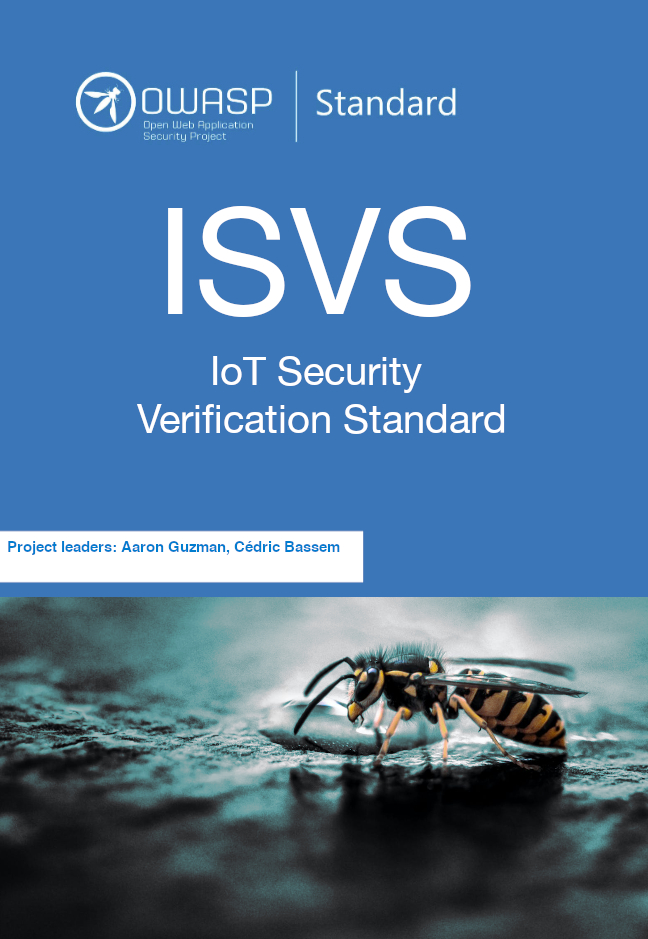 OWASP
Open Web Application
Security Project
Standard
ISVS
IoT Security
Verification Standard
Project leaders: Aaron Guzman, Cédric Bassem